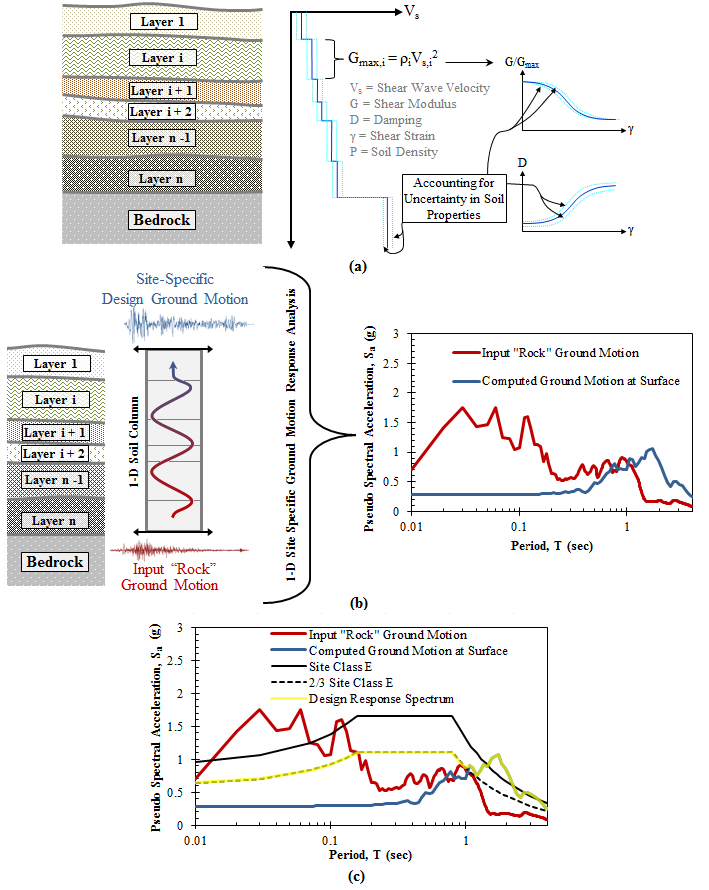 Layer 1
Layer i
Layer i + 1
Layer i + 2
Layer n -1
Layer n
Bedrock
Vs
Gmax,i = ρiVs,i²
Vs = Shear Wave Velocity
G = Shear Modulus
D = Damping
γ = Shear Strain
P = Soil Density
G/Gmax
γ
D
γ
Accounting for
Uncertainty in Soil
Properties
(a)
Site-Specific
Design Ground Motion
Layer 1
Layer i
Layer i + 1
Layer i + 2
Layer n -1
Layer n
Bedrock
1-D Soil Column
Input “Rock”
Ground Motion
1-D Site Specific Ground Motion Response Analysis
Pseudo Spectral Acceleration, Sa (g)
3
2.5
2
1.5
1
0.5
0
Input "Rock" Ground Motion
Computed Ground Motion at Surface
0.01
0.1
1
Period, T (sec)
(b)
Pseudo Spectral Acceleration, Sa (g)
3
2.5
2
1.5
1
0.5
0
Input "Rock" Ground Motion
Computed Ground Motion at Surface
Site Class E
2/3 Site Class E
Design Response Spectrum
0.01
0.1
1
Period, T (sec)
(c)